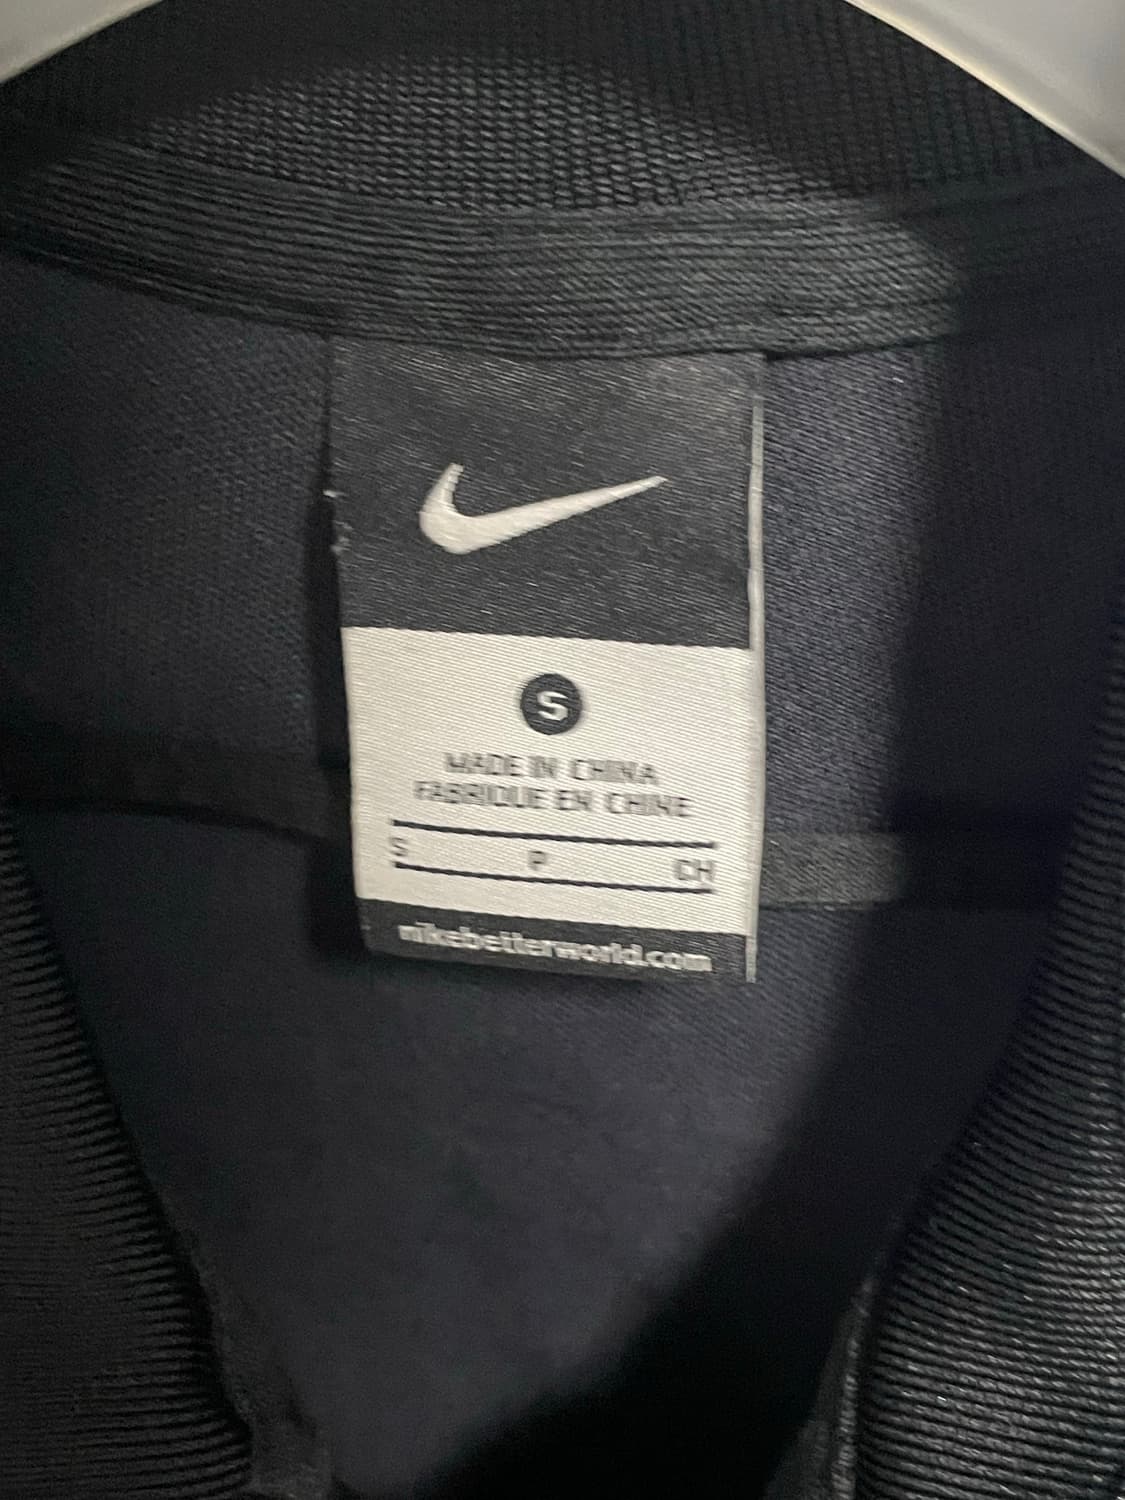 S
MADE IN CHINA
FABRIQUE EN CHINE
S P CH
nikebetterworld.com